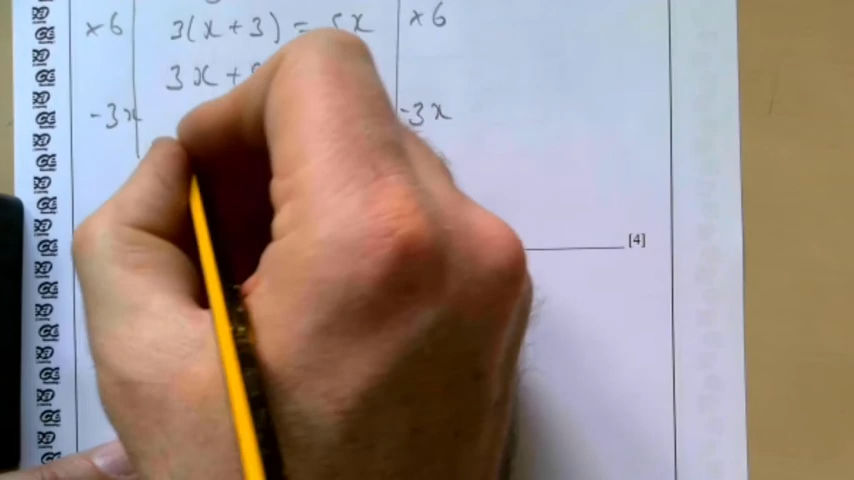 ×6 3(x+3) = 5x ×6
3x +
-3x -3x
[4]